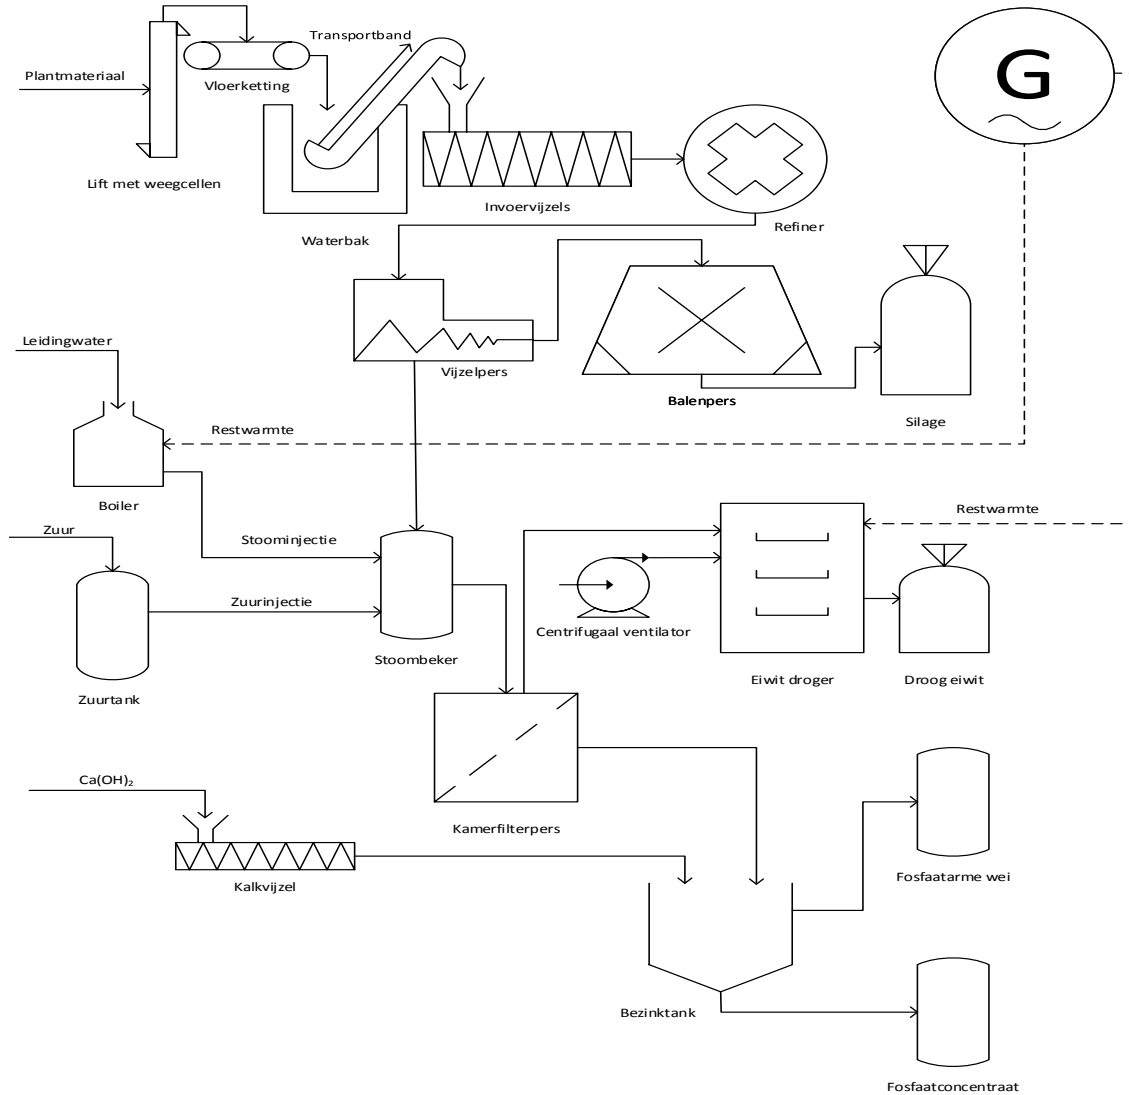 Transportband
G
Plantmateriaal
Vloerketting
Lift met weegcellen
Invoervijzels
Refiner
Waterbak
Leidingwater
Vijzelpers
Balenpers
Silage
Restwarmte
Boiler
Restwarmte
Zuur
Stoominjectie
Zuurinjectie
Centrifugaal ventilator
Stoombeker
Eiwit droger
Droog eiwit
Zuurtank
Ca(OH)₂
Kamerfilterpers
Kalkvijzel
Fosfaatarme wei
Bezinktank
Fosfaatconcentraat